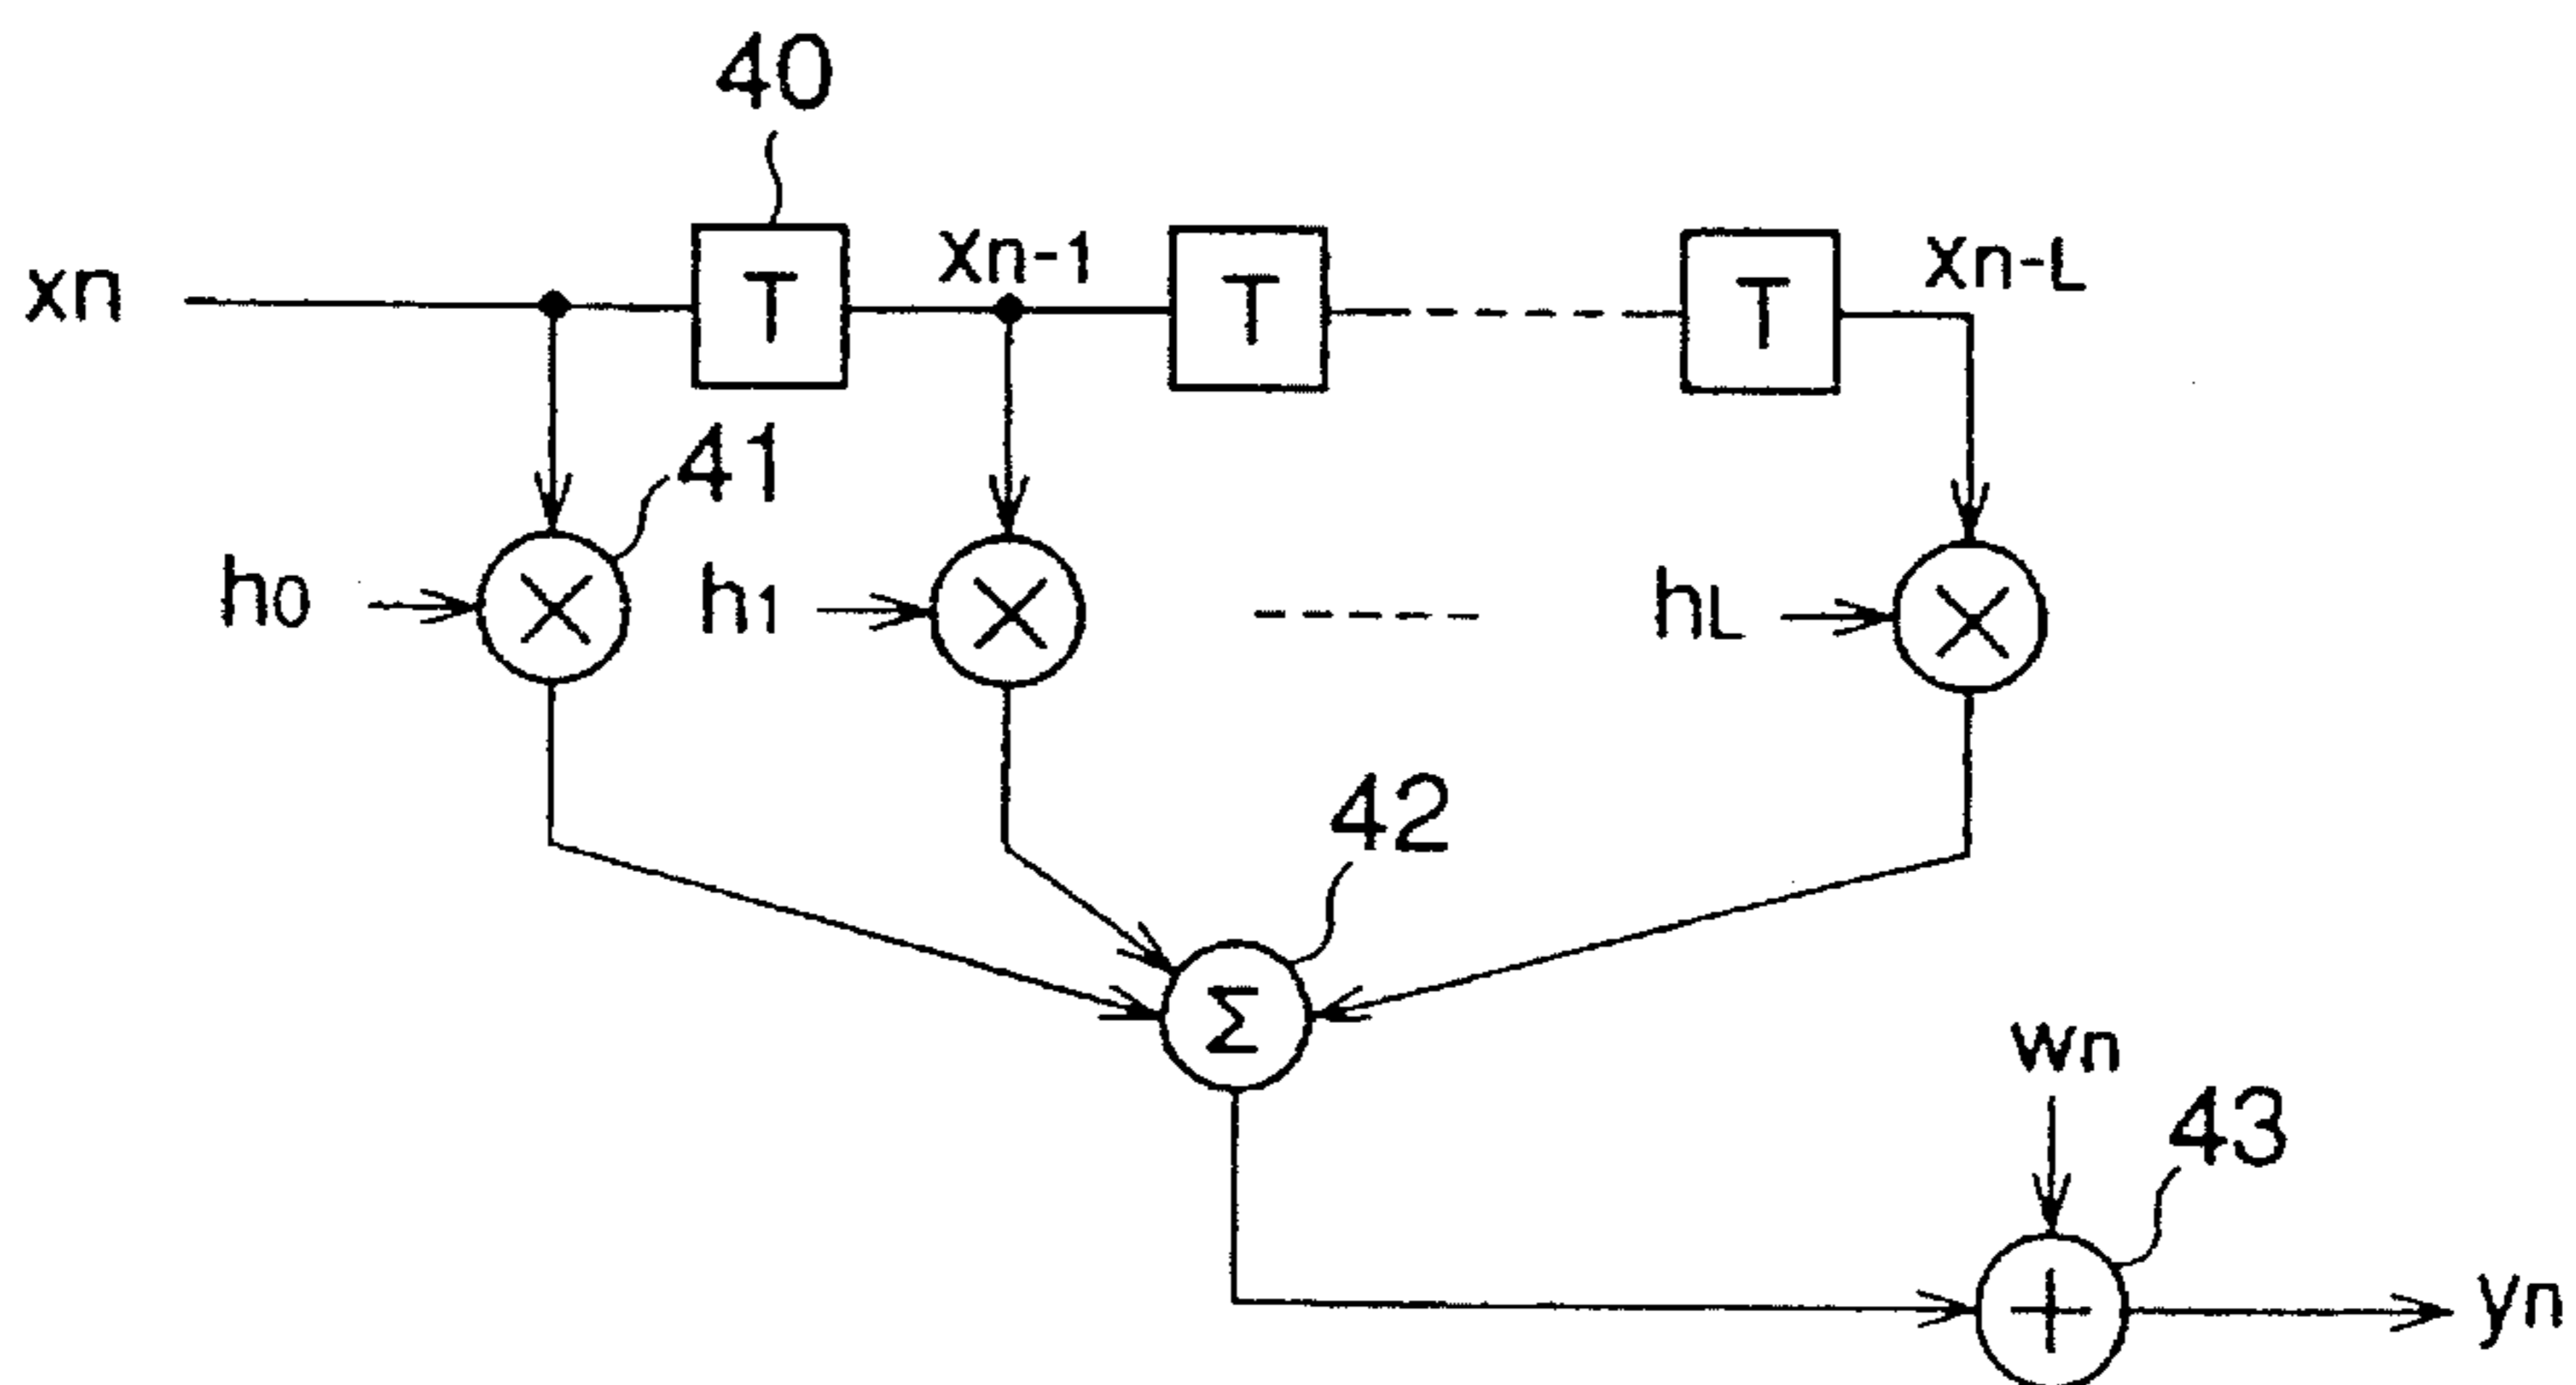 40
xn
T
xn-1
T
T
xn-L
41
h0
×
h1
×
hL
×
42
Σ
wn
43
+
yn